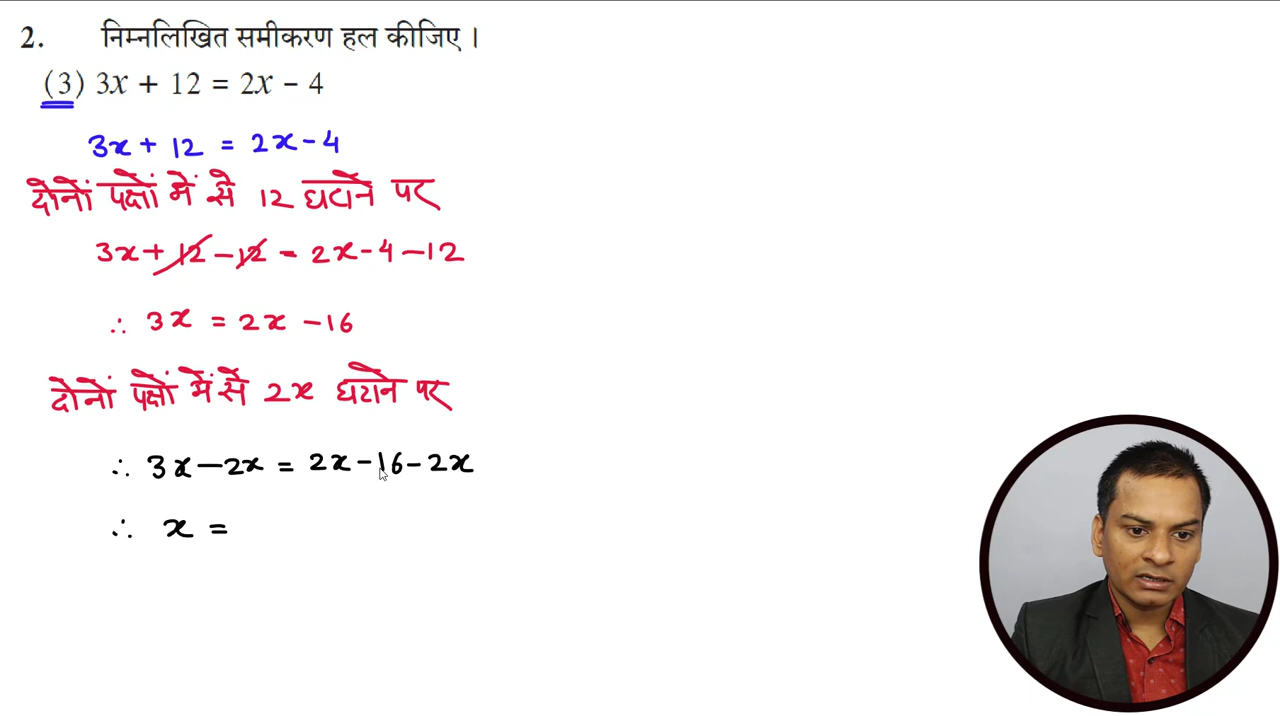 2. निम्नलिखित समीकरण हल कीजिए ।
(3) 3x + 12 = 2x - 4
3x + 12 = 2x - 4
दोनों पक्षों में से 12 घटाने पर
3x + 12 - 12 = 2x - 4 - 12
∴ 3x = 2x - 16
दोनों पक्षों में से 2x घटाने पर
∴ 3x - 2x = 2x - 16 - 2x
∴ x =